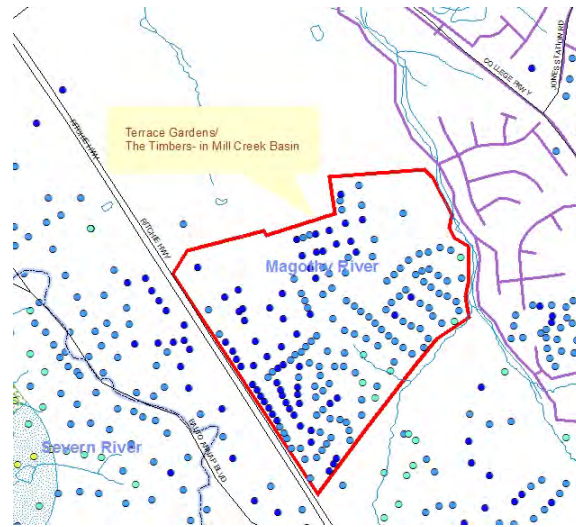 COLLEGE PKWY
JONES STATION RD
RITCHIE HWY
Terrace Gardens/
The Timbers- in Mill Creek Basin
RITCHIE HWY
Magothy River
Severn River